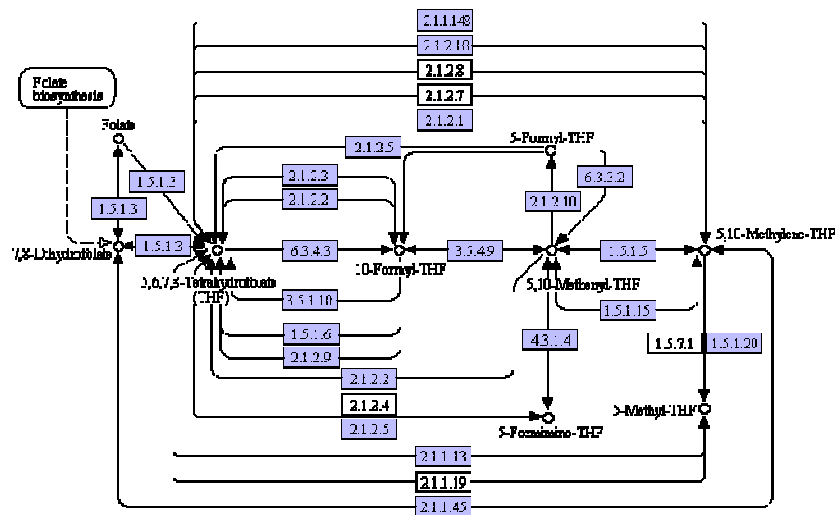 2.1.1.148
2.1.2.10
2.1.2.8
2.1.2.7
2.1.2.1
Folate
biosynthesis
Folate
1.5.1.3
1.5.1.3
2.1.2.5
5-Formyl-THF
6.3.3.2
2.1.2.3
2.1.2.2
2.1.2.10
7,8-Dihydrofolate
1.5.1.3
6.3.4.3
3.5.4.9
1.5.1.5
5,10-Methylene-THF
5,6,7,8-Tetrahydrofolate
(THF)
10-Formyl-THF
5,10-Methenyl-THF
3.5.1.10
1.5.1.15
1.5.1.6
2.1.2.9
4.3.1.4
1.5.7.1
1.5.1.20
2.1.2.2
2.1.2.4
2.1.2.5
5-Formimino-THF
5-Methyl-THF
2.1.1.13
2.1.1.19
2.1.1.45